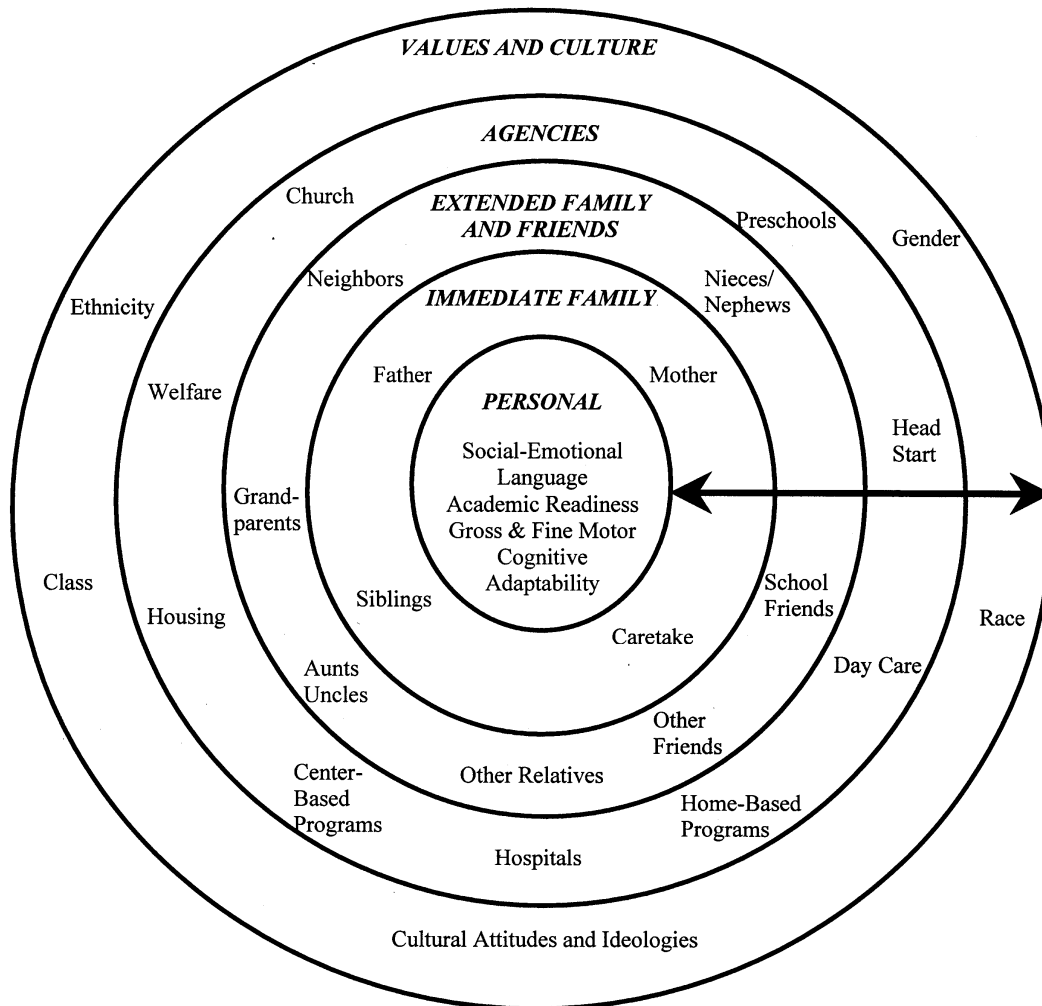 VALUES AND CULTURE
AGENCIES
Church
EXTENDED FAMILY
AND FRIENDS
Preschools
Gender
Neighbors
Nieces/
Nephews
Ethnicity
IMMEDIATE FAMILY
Father
Mother
Welfare
PERSONAL
Head
Start
Social-Emotional
Language
Academic Readiness
Gross & Fine Motor
Cognitive
Adaptability
Grand-
parents
Class
Siblings
School
Friends
Housing
Caretake
Race
Aunts
Uncles
Day Care
Other
Friends
Other Relatives
Center-
Based
Programs
Home-Based
Programs
Hospitals
Cultural Attitudes and Ideologies